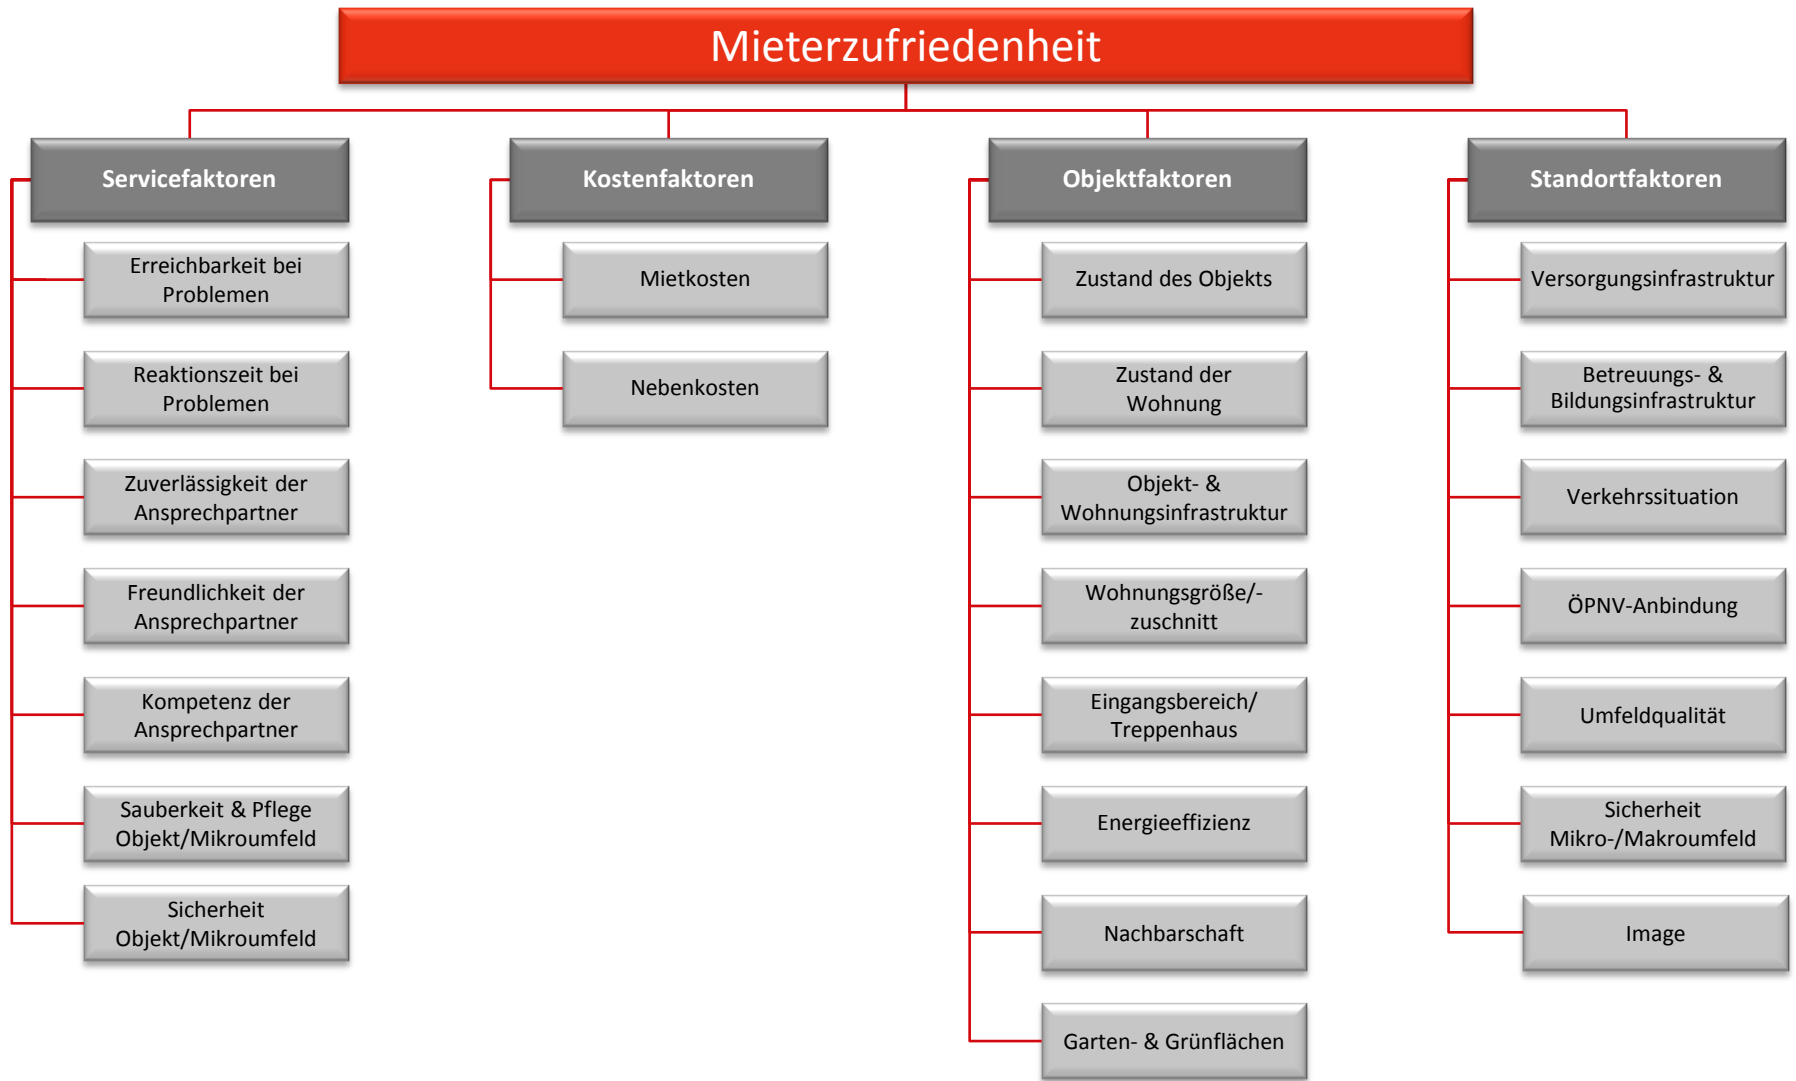 Mieterzufriedenheit
Servicefaktoren
Erreichbarkeit bei
Problemen
Reaktionszeit bei
Problemen
Zuverlässigkeit der
Ansprechpartner
Freundlichkeit der
Ansprechpartner
Kompetenz der
Ansprechpartner
Sauberkeit & Pflege
Objekt/Mikroumfeld
Sicherheit
Objekt/Mikroumfeld
Kostenfaktoren
Mietkosten
Nebenkosten
Objektfaktoren
Zustand des Objekts
Zustand der
Wohnung
Objekt- &
Wohnungsinfrastruktur
Wohnungsgröße/-
zuschnitt
Eingangsbereich/
Treppenhaus
Energieeffizienz
Nachbarschaft
Garten- & Grünflächen
Standortfaktoren
Versorgungsinfrastruktur
Betreuungs- &
Bildungsinfrastruktur
Verkehrssituation
ÖPNV-Anbindung
Umfeldqualität
Sicherheit
Mikro-/Makroumfeld
Image